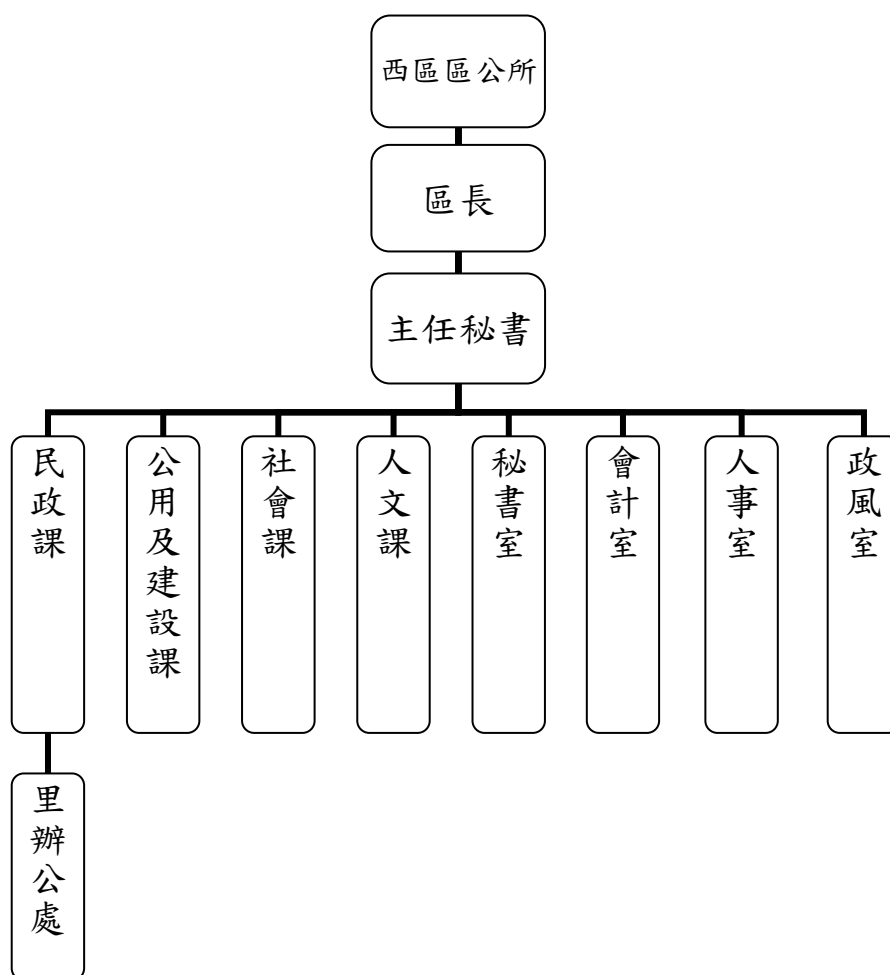 西區區公所
區長
主任秘書
民政課
公用及建設課
社會課
人文課
秘書室
會計室
人事室
政風室
里辦公處